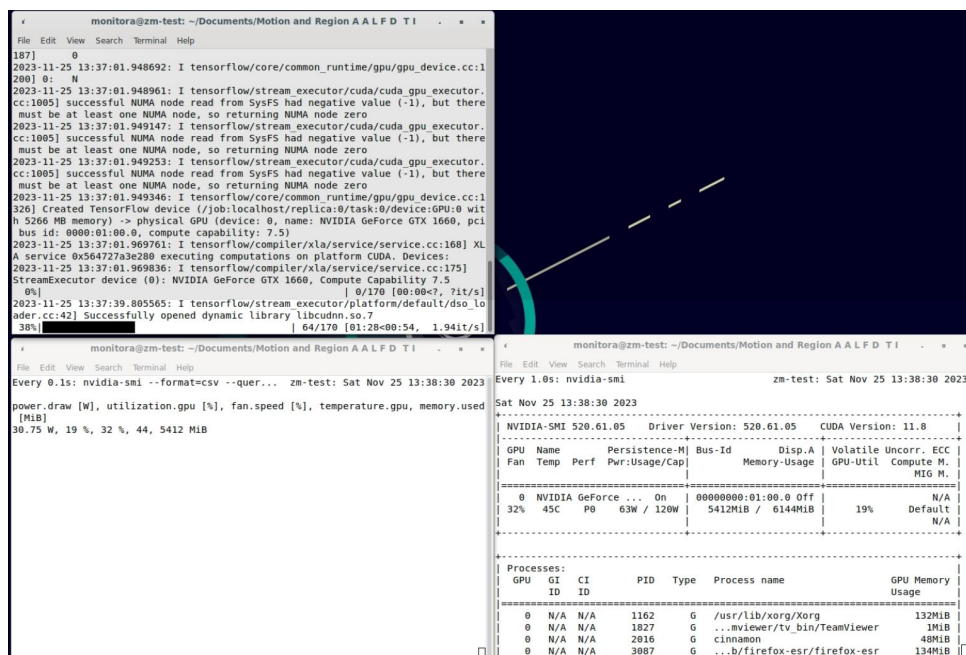 monitora@zm-test: ~/Documents/Motion and Region A A L F D T I
File Edit View Search Terminal Help
187] 0
2023-11-25 13:37:01.948692: I tensorflow/core/common_runtime/gpu/gpu_device.cc:1
200] 0: N
2023-11-25 13:37:01.948961: I tensorflow/stream_executor/cuda/cuda_gpu_executor.
cc:1005] successful NUMA node read from SysFS had negative value (-1), but there
must be at least one NUMA node, so returning NUMA node zero
2023-11-25 13:37:01.949147: I tensorflow/stream_executor/cuda/cuda_gpu_executor.
cc:1005] successful NUMA node read from SysFS had negative value (-1), but there
must be at least one NUMA node, so returning NUMA node zero
2023-11-25 13:37:01.949253: I tensorflow/stream_executor/cuda/cuda_gpu_executor.
cc:1005] successful NUMA node read from SysFS had negative value (-1), but there
must be at least one NUMA node, so returning NUMA node zero
2023-11-25 13:37:01.949346: I tensorflow/core/common_runtime/gpu/gpu_device.cc:1
326] Created TensorFlow device (/job:localhost/replica:0/task:0/device:GPU:0 wit
h 5266 MB memory) -> physical GPU (device: 0, name: NVIDIA GeForce GTX 1660, pci
bus id: 0000:01:00.0, compute capability: 7.5)
2023-11-25 13:37:01.969761: I tensorflow/compiler/xla/service/service.cc:168] XL
A service 0x564727a3e280 executing computations on platform CUDA. Devices:
2023-11-25 13:37:01.969836: I tensorflow/compiler/xla/service/service.cc:175]
StreamExecutor device (0): NVIDIA GeForce GTX 1660, Compute Capability 7.5
0%| | 0/170 [00:00<?, ?it/s]
2023-11-25 13:37:39.805565: I tensorflow/stream_executor/platform/default/dso_lo
ader.cc:42] Successfully opened dynamic library libcudnn.so.7
38%| | 64/170 [01:28<00:54, 1.94it/s]
monitora@zm-test: ~/Documents/Motion and Region A A L F D T I
File Edit View Search Terminal Help
Every 0.1s: nvidia-smi --format=csv --quer... zm-test: Sat Nov 25 13:38:30 2023
power.draw [W], utilization.gpu [%], fan.speed [%], temperature.gpu, memory.used
[MiB]
30.75 W, 19 %, 32 %, 44, 5412 MiB
monitora@zm-test: ~/Documents/Motion and Region A A L F D T I
File Edit View Search Terminal Help
Every 1.0s: nvidia-smi zm-test: Sat Nov 25 13:38:30 2023
Sat Nov 25 13:38:30 2023
| NVIDIA-SMI 520.61.05 Driver Version: 520.61.05 CUDA Version: 11.8 |
| GPU Name Persistence-M| Bus-Id Disp.A | Volatile Uncorr. ECC |
| Fan Temp Perf Pwr:Usage/Cap| Memory-Usage | GPU-Util Compute M. |
| | | MIG M. |
| 0 NVIDIA GeForce ... On | 00000000:01:00.0 Off | N/A |
| 32% 45C P0 63W / 120W | 5412MiB / 6144MiB | 19% Default |
| | | N/A |
| Processes: |
| GPU GI CI PID Type Process name GPU Memory |
| ID ID Usage |
| 0 N/A N/A 1162 G /usr/lib/xorg/Xorg 132MiB |
| 0 N/A N/A 1827 G ...mviewer/tv_bin/TeamViewer 1MiB |
| 0 N/A N/A 2016 G cinnamon 48MiB |
| 0 N/A N/A 3087 G ...b/firefox-esr/firefox-esr 134MiB |